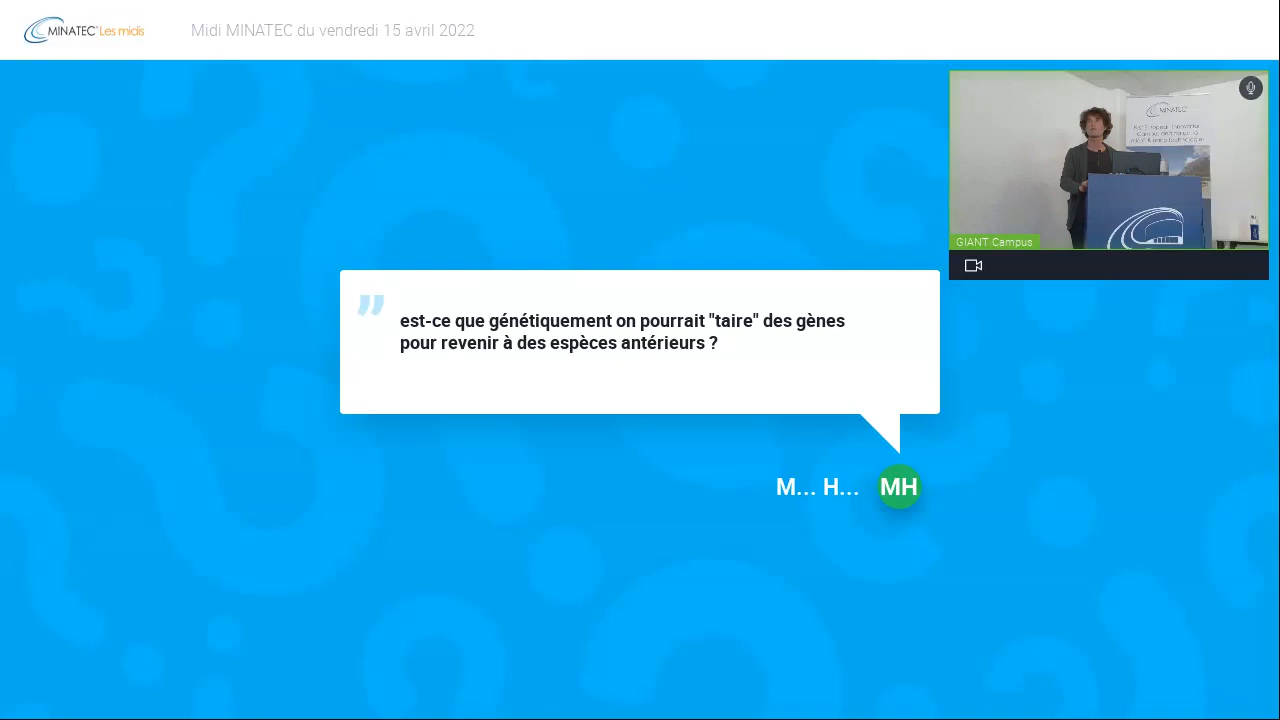 MINATEC Les midis
Midi MINATEC du vendredi 15 avril 2022
MINATEC
GIANT Campus
est-ce que génétiquement on pourrait "taire" des gènes
pour revenir à des espèces antérieurs ?
M... H...
MH